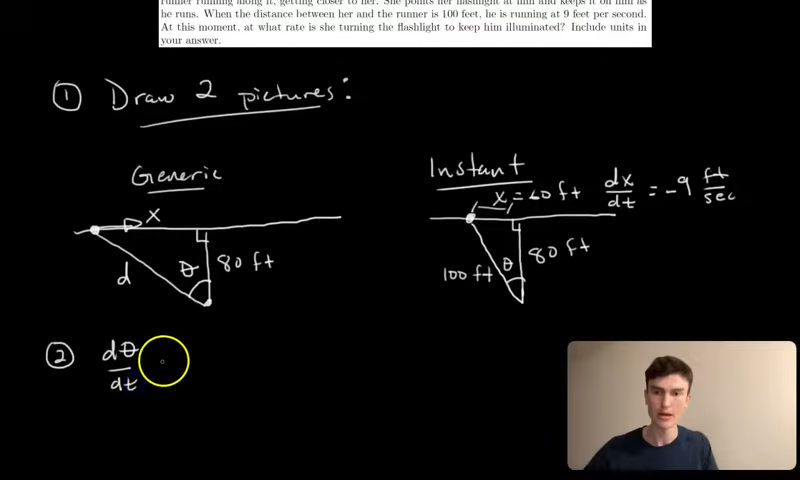 runner running along it, getting closer to her. She points her flashlight at him and keeps it on him as
he runs. When the distance between her and the runner is 100 feet, he is running at 9 feet per second.
At this moment, at what rate is she turning the flashlight to keep him illuminated? Include units in
your answer.
① Draw 2 pictures:
Generic
x
d
θ
80 ft
Instant
x = 60 ft
dx/dt = -9 ft/sec
100 ft
θ
80 ft
② dθ/dt